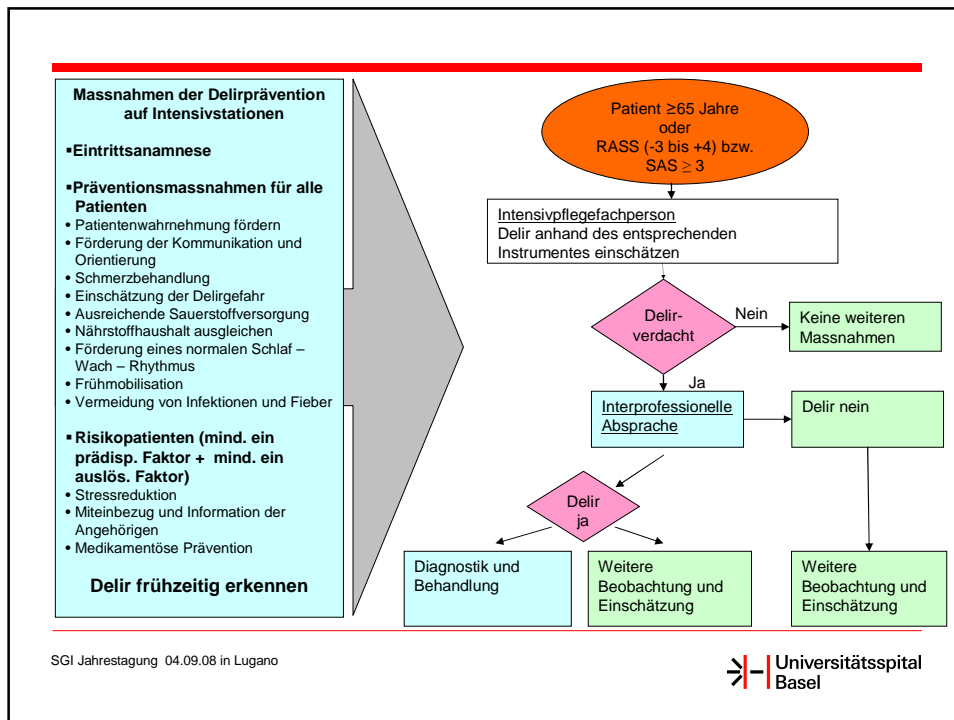 Massnahmen der Delirprävention
auf Intensivstationen
▪Eintrittsanamnese
▪Präventionsmassnahmen für alle
Patienten
• Patientenwahrnehmung fördern
• Förderung der Kommunikation und
Orientierung
• Schmerzbehandlung
• Einschätzung der Delirgefahr
• Ausreichende Sauerstoffversorgung
• Nährstoffhaushalt ausgleichen
• Förderung eines normalen Schlaf –
Wach – Rhythmus
• Frühmobilisation
• Vermeidung von Infektionen und Fieber
▪ Risikopatienten (mind. ein
prädisp. Faktor + mind. ein
auslös. Faktor)
• Stressreduktion
• Miteinbezug und Information der
Angehörigen
• Medikamentöse Prävention
Delir frühzeitig erkennen
Patient ≥65 Jahre
oder
RASS (-3 bis +4) bzw.
SAS ≥ 3
Intensivpflegefachperson
Delir anhand des entsprechenden
Instrumentes einschätzen
Delir-
verdacht
Nein
Keine weiteren
Massnahmen
Ja
Interprofessionelle
Absprache
Delir nein
Delir
ja
Diagnostik und
Behandlung
Weitere
Beobachtung und
Einschätzung
Weitere
Beobachtung und
Einschätzung
SGI Jahrestagung 04.09.08 in Lugano
Universitätsspital
Basel